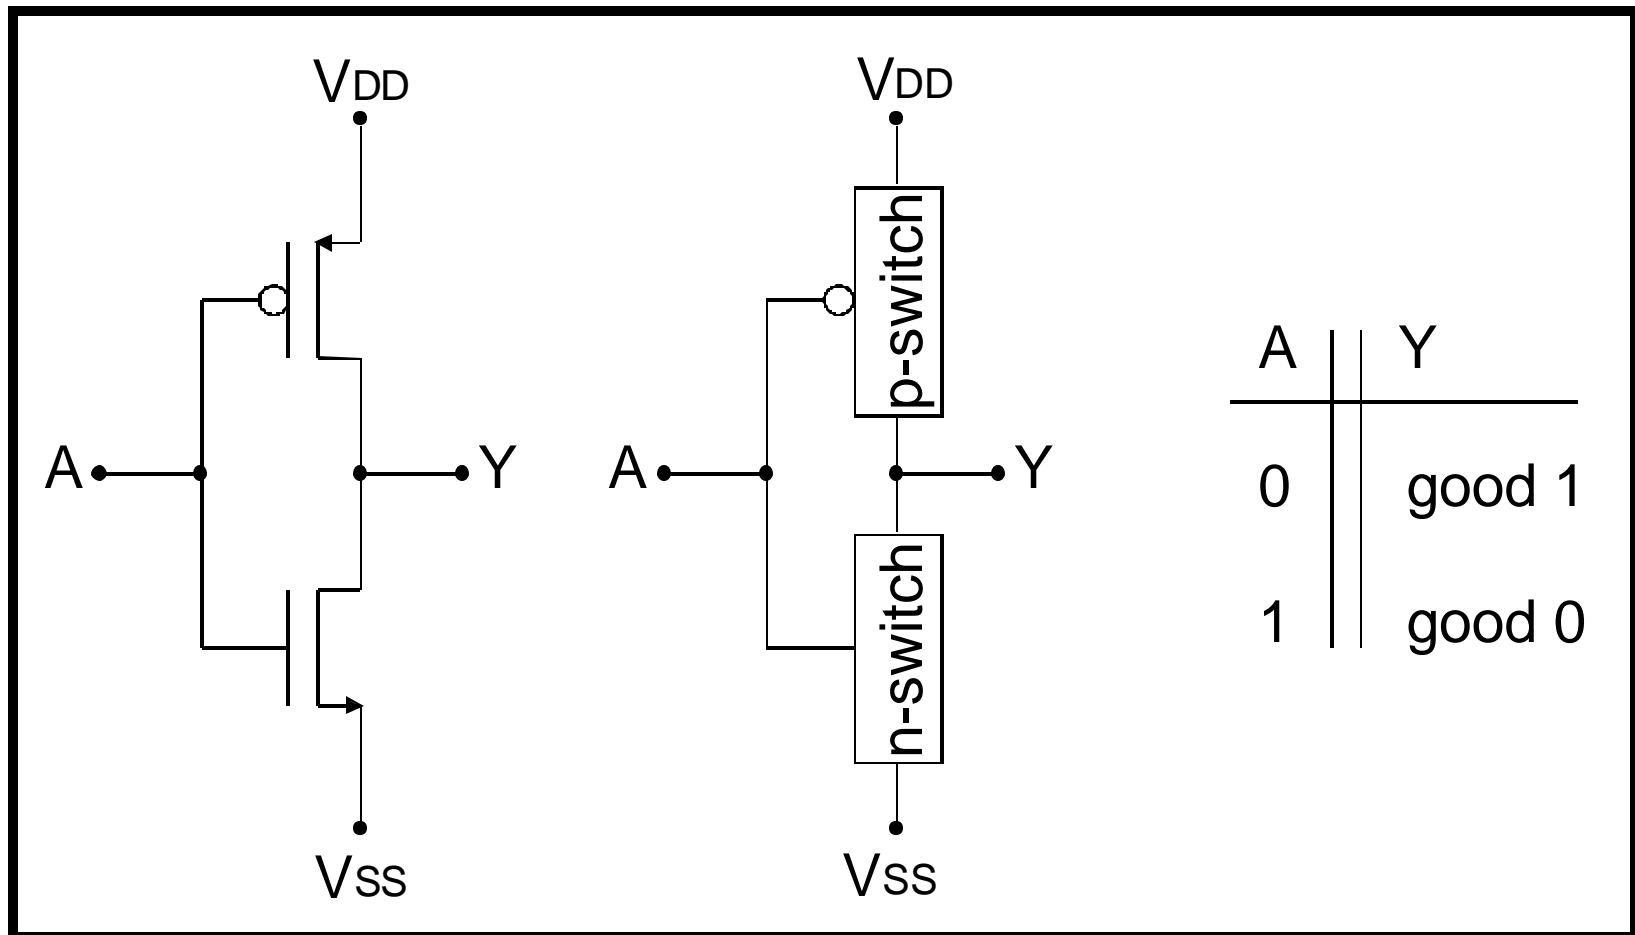 VDD
A
Y
VSS
VDD
p-switch
A
Y
n-switch
VSS
A Y
0 good 1
1 good 0